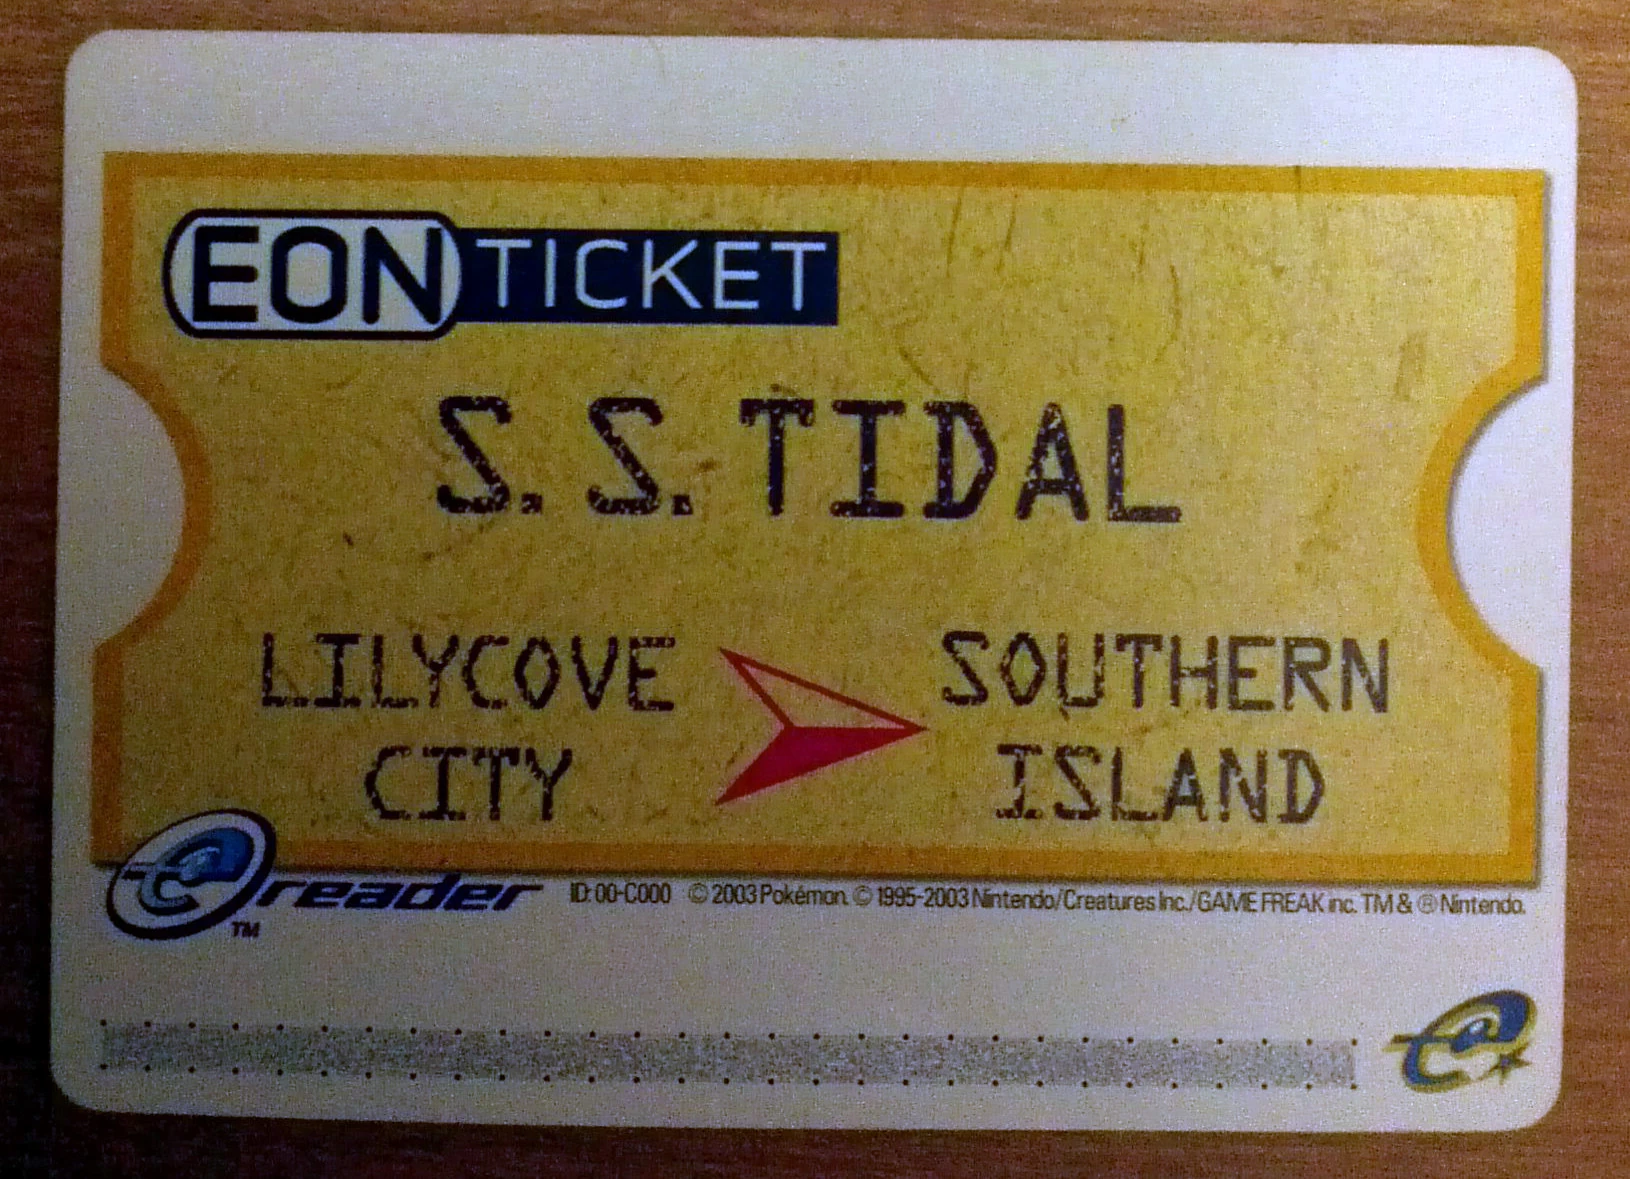 EON TICKET
S. S. TIDAL
LILYCOVE
CITY
SOUTHERN
ISLAND
e reader TM
ID: 00-C000 © 2003 Pokémon. © 1995-2003 Nintendo/Creatures Inc./GAME FREAK inc. TM & ® Nintendo.
e